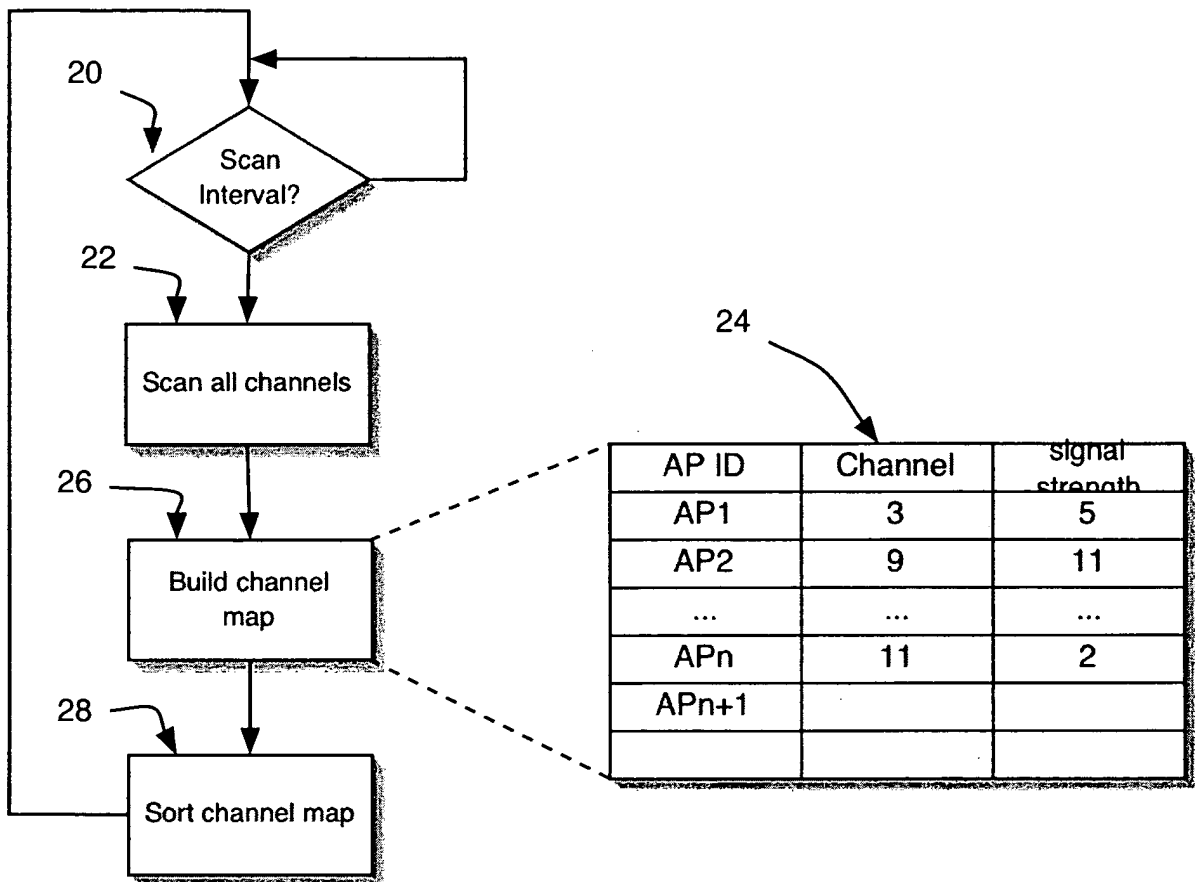 20
Scan
Interval?
22
Scan all channels
26
Build channel
map
28
Sort channel map
24
AP ID Channel signal
strength
AP1 3 5
AP2 9 11
... ... ...
APn 11 2
APn+1